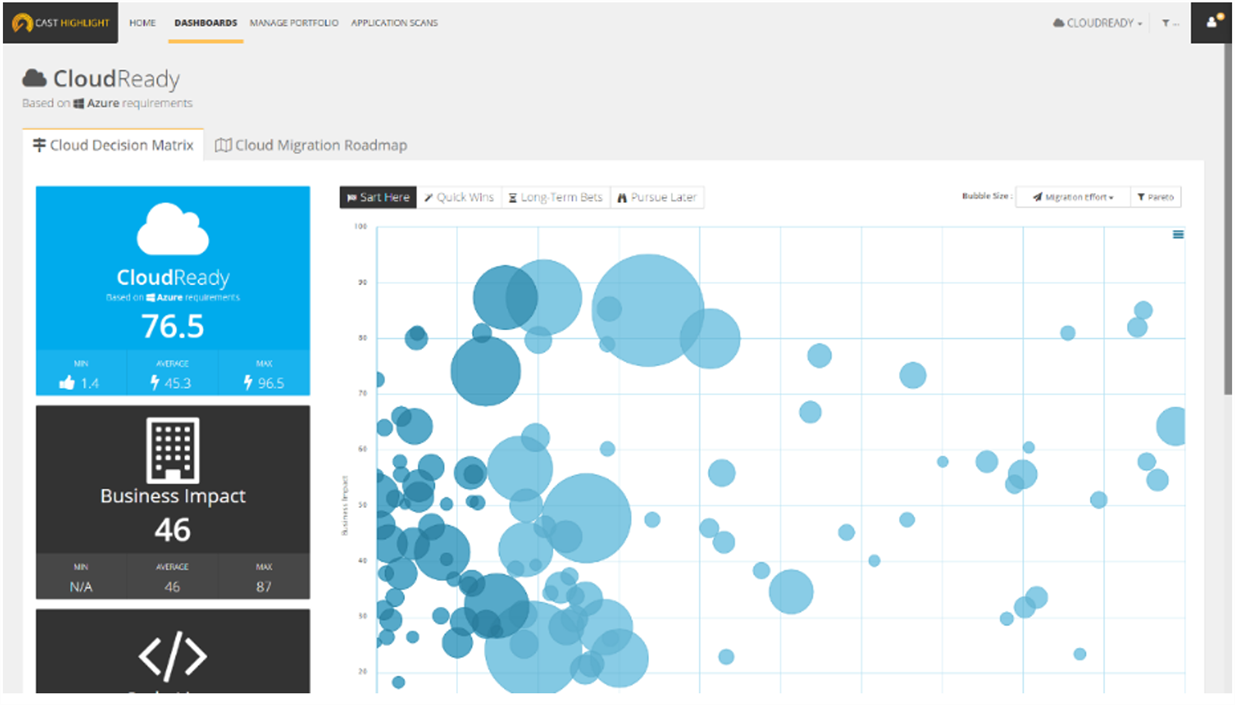 CAST HIGHLIGHT HOME DASHBOARDS MANAGE PORTFOLIO APPLICATION SCANS CLOUDREADY ...
CloudReady
Based on Azure requirements
Cloud Decision Matrix Cloud Migration Roadmap
CloudReady
Based on Azure requirements
76.5
MIN AVERAGE MAX
1.4 45.3 96.5
Business Impact
46
MIN AVERAGE MAX
N/A 46 87
Sart Here Quick Wins Long-Term Bets Pursue Later Bubble Size : Migration Effort Pareto
100
90
80
70
60
50
40
30
20
Business Impact